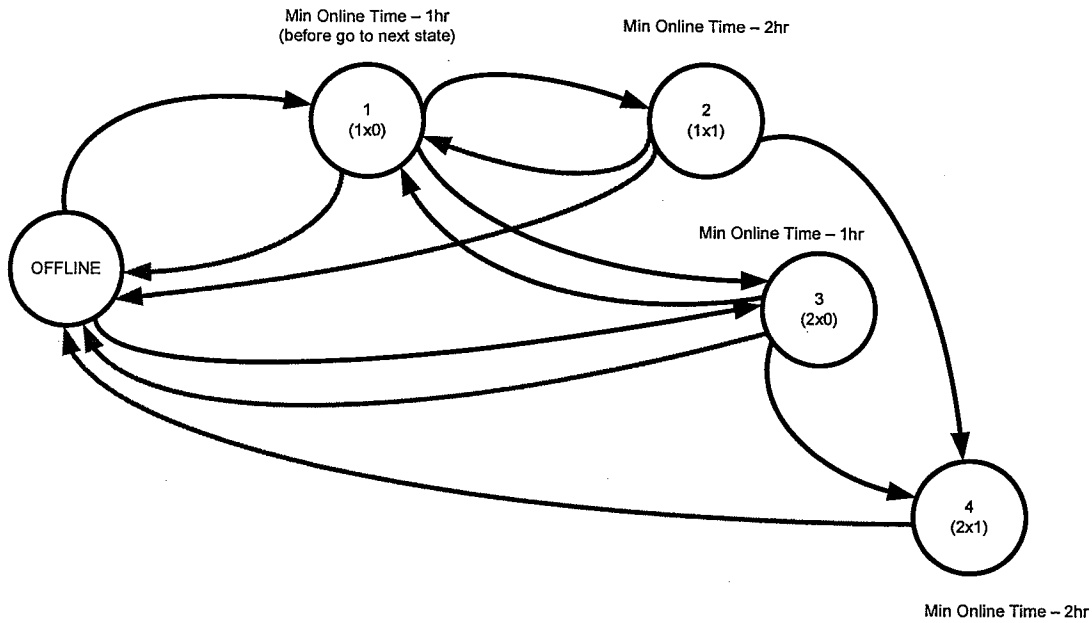 Min Online Time – 1hr
(before go to next state)
Min Online Time – 2hr
1
(1x0)
2
(1x1)
Min Online Time – 1hr
OFFLINE
3
(2x0)
4
(2x1)
Min Online Time – 2hr